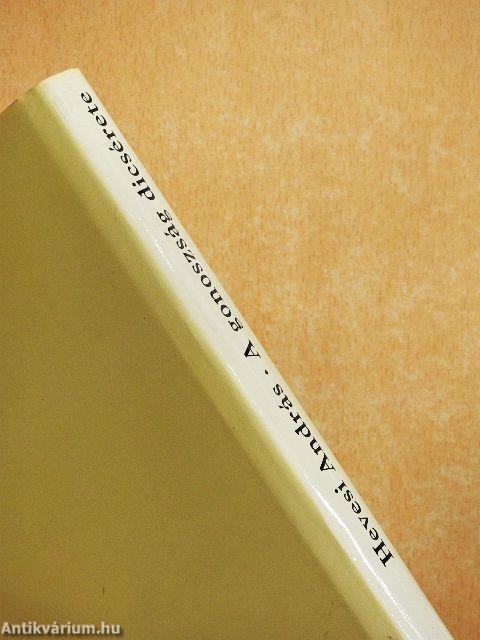 Hevesi András · A gonoszság dicsérete
Antikvárium.hu